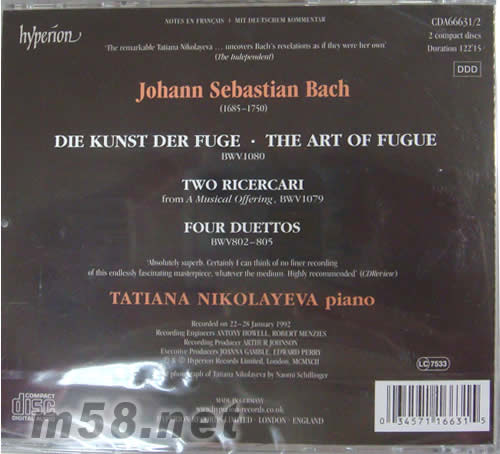 NOTES EN FRANÇAIS · MIT DEUTSCHEM KOMMENTAR
hyperion
CDA66631/2
2 compact discs
Duration 122'15
DDD
'The remarkable Tatiana Nikolayeva ... uncovers Bach's revelations as if they were her own'
(The Independent)
Johann Sebastian Bach
(1685–1750)
DIE KUNST DER FUGE · THE ART OF FUGUE
BWV1080
TWO RICERCARI
from A Musical Offering, BWV1079
FOUR DUETTOS
BWV802–805
'Absolutely superb. Certainly I can think of no finer recording
of this endlessly fascinating masterpiece, whatever the medium. Highly recommended' (CDReview)
TATIANA NIKOLAYEVA piano
Recorded on 22–28 January 1992
Recording Engineers ANTONY HOWELL, ROBERT MENZIES
Recording Producer ARTHUR JOHNSON
Executive Producers JOANNA GAMBLE, EDWARD PERRY
Ⓟ & © Hyperion Records Limited, London, MCMXCII
photograph of Tatiana Nikolayeva by Naomi Schillinger
LC 7533
COMPACT
disc
DIGITAL AUDIO
m58.net
MADE IN GERMANY
www.hyperion-records.co.uk
LIMITED · LONDON · ENGLAND
0 34571 16631 5